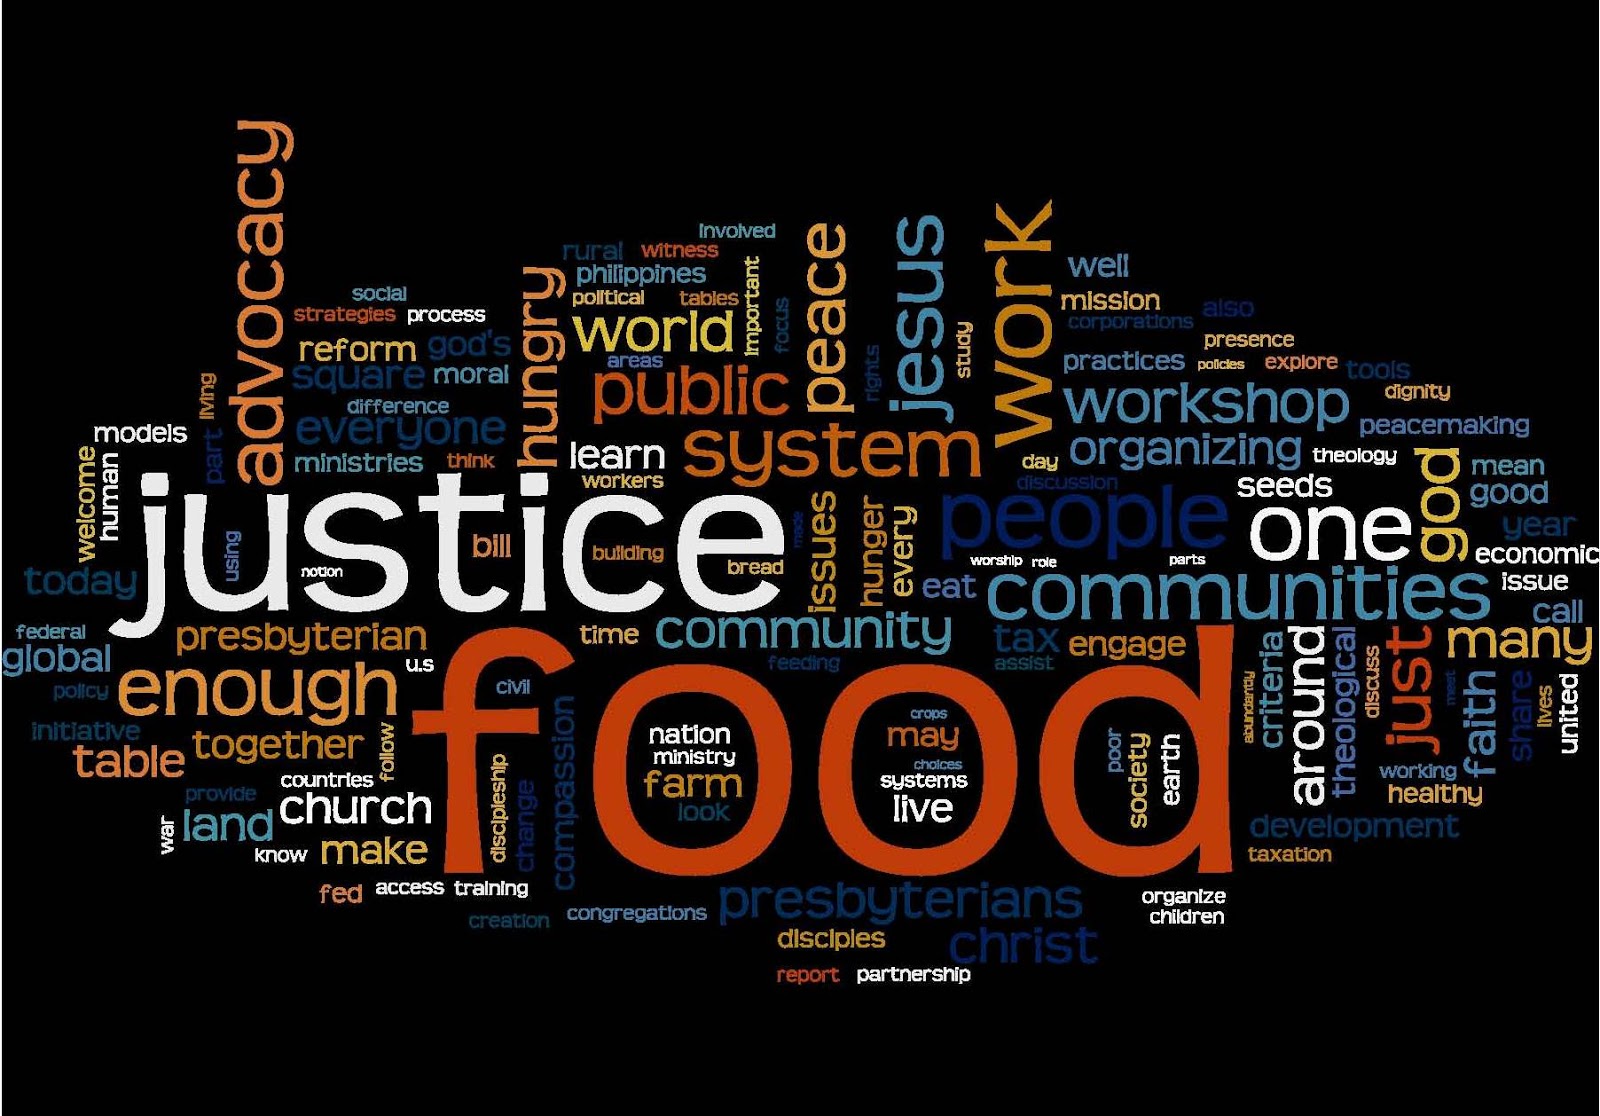 advocacy
involved
rural witness
philippines
political tables
important
focus
world
areas
hungry
peace
rights
jesus
study
work
well
mission also
corporations
presence
practices policies explore tools
dignity
workshop
peacemaking
organizing theology
day
discussion
social
strategies process
reform god's
square moral
difference
everyone
ministries think
living
part
models
welcome
human
public
system
learn
workers
justice
using
notion
bill
building
bread
made
issues
hunger
every
people
seeds
one
god
mean
good
year
economic
issue
call
worship role parts
eat
communities
today
federal
global
policy
initiative
presbyterian
u.s
time
community
feeding
tax
assist
engage
criteria
abundantly
around
theological
discuss
just
meet
many
faith
share
lives
united
enough
together
table
follow
countries
provide
church
land
war
know make
food
civil
discipleship
change
compassion
nation
ministry
farm
look
crops
may
choices
systems
live
poor
society
earth
working
healthy
development
taxation
fed access training
creation congregations presbyterians
organize
children
disciples christ
report partnership